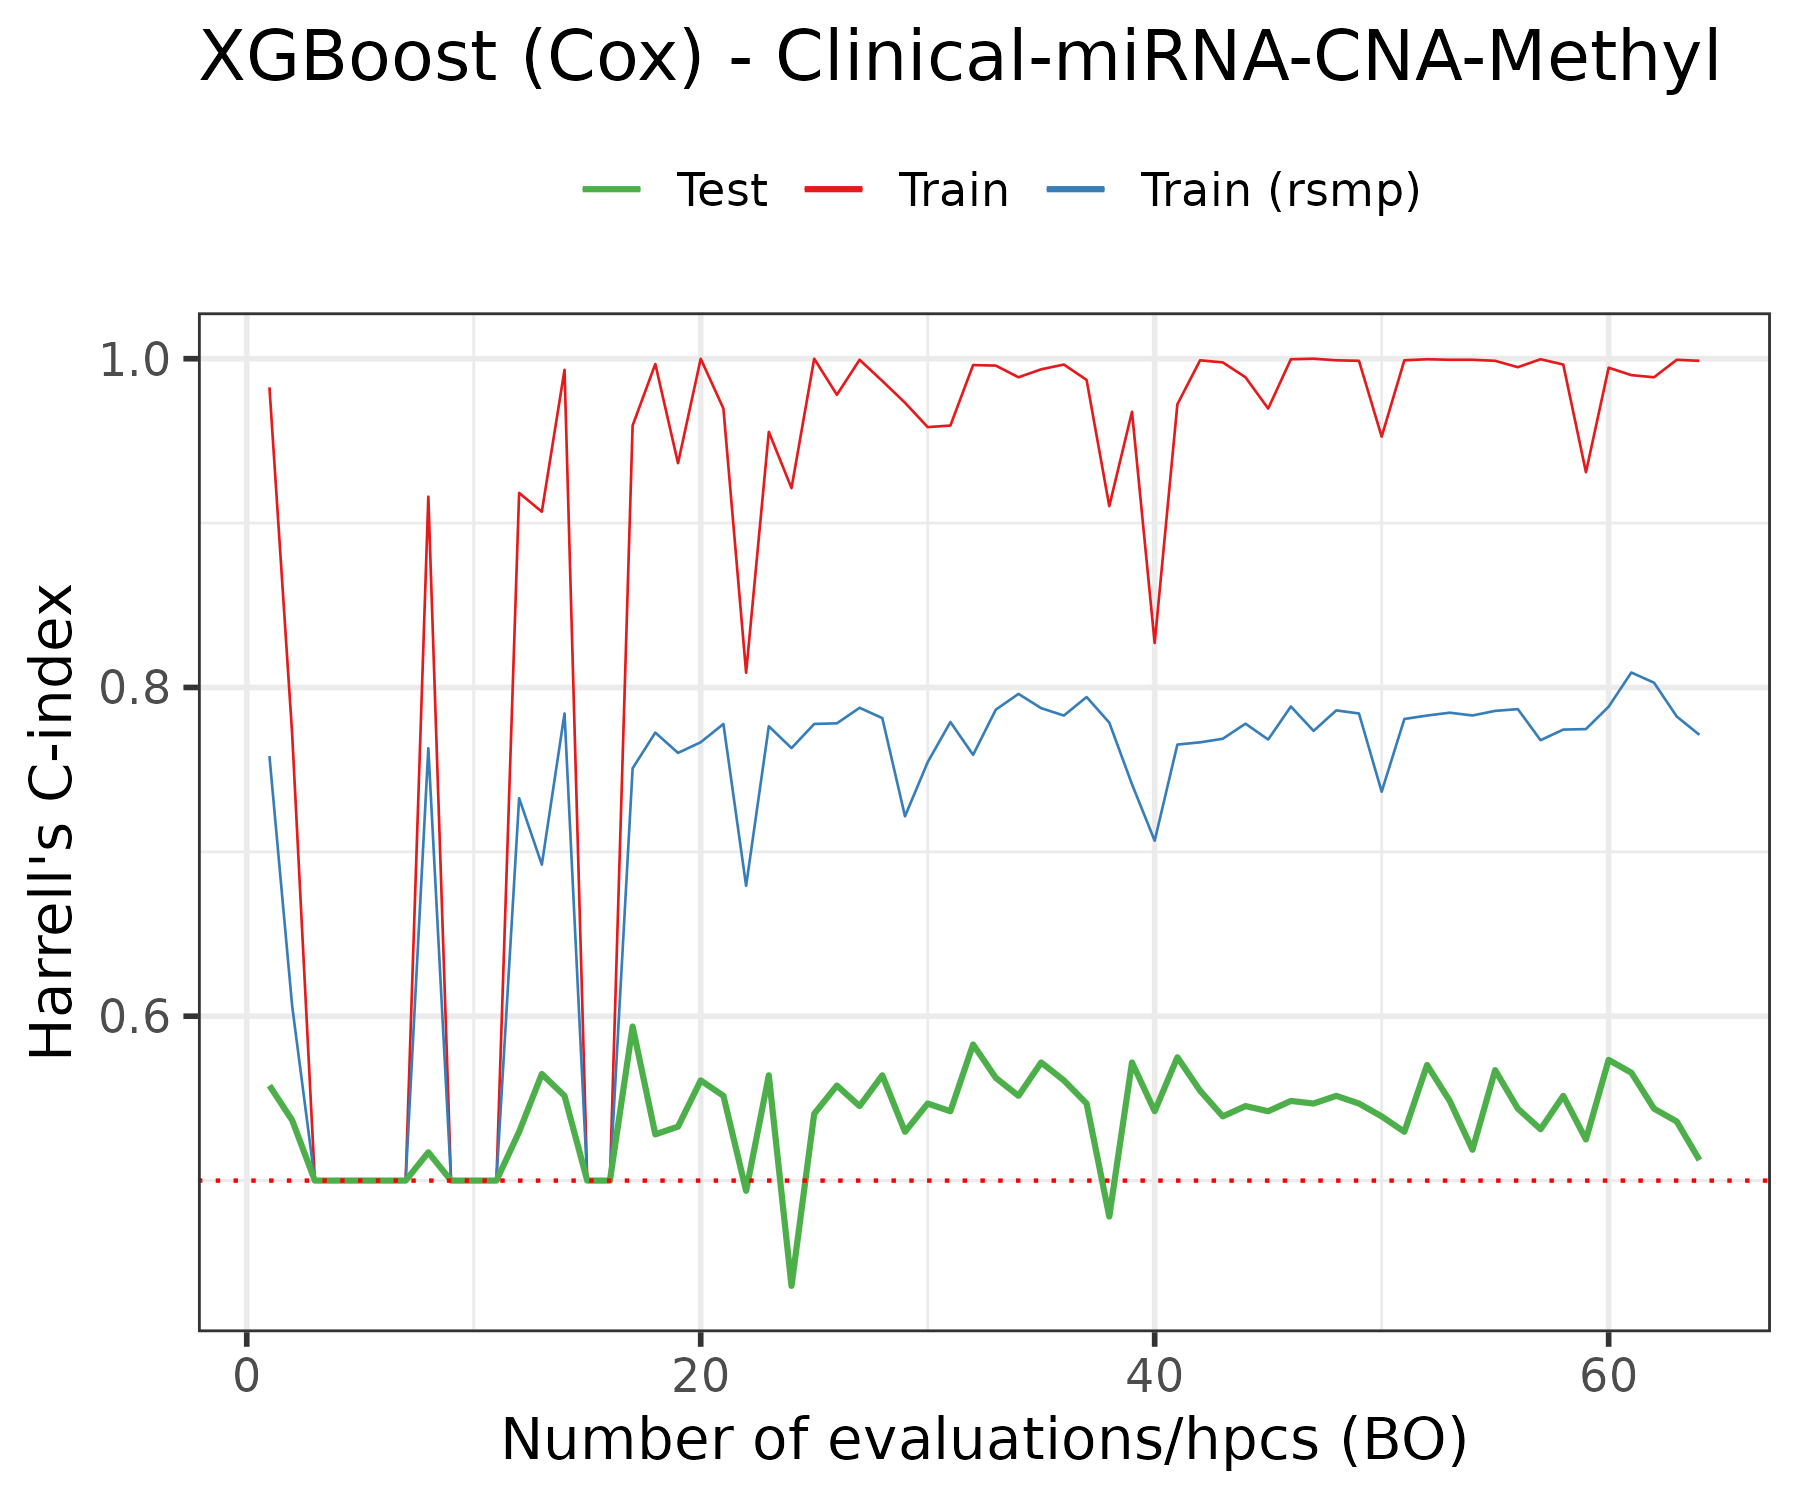 XGBoost (Cox) - Clinical-miRNA-CNA-Methyl
Test Train Train (rsmp)
Harrell's C-index
1.0
0.8
0.6
0 20 40 60
Number of evaluations/hpcs (BO)